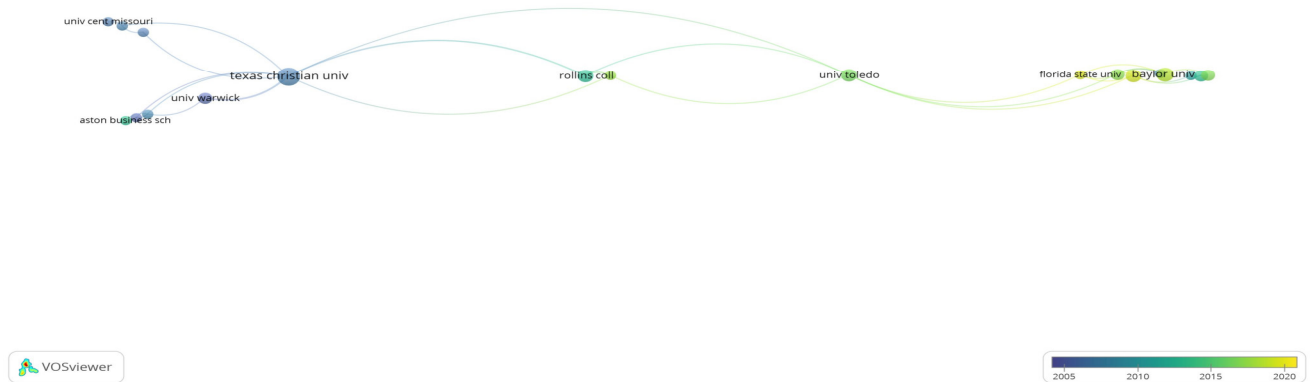 univ cent missouri
texas christian univ
rollins coll
univ toledo
florida state univ
baylor univ
univ warwick
aston business sch
VOSviewer
2005
2010
2015
2020